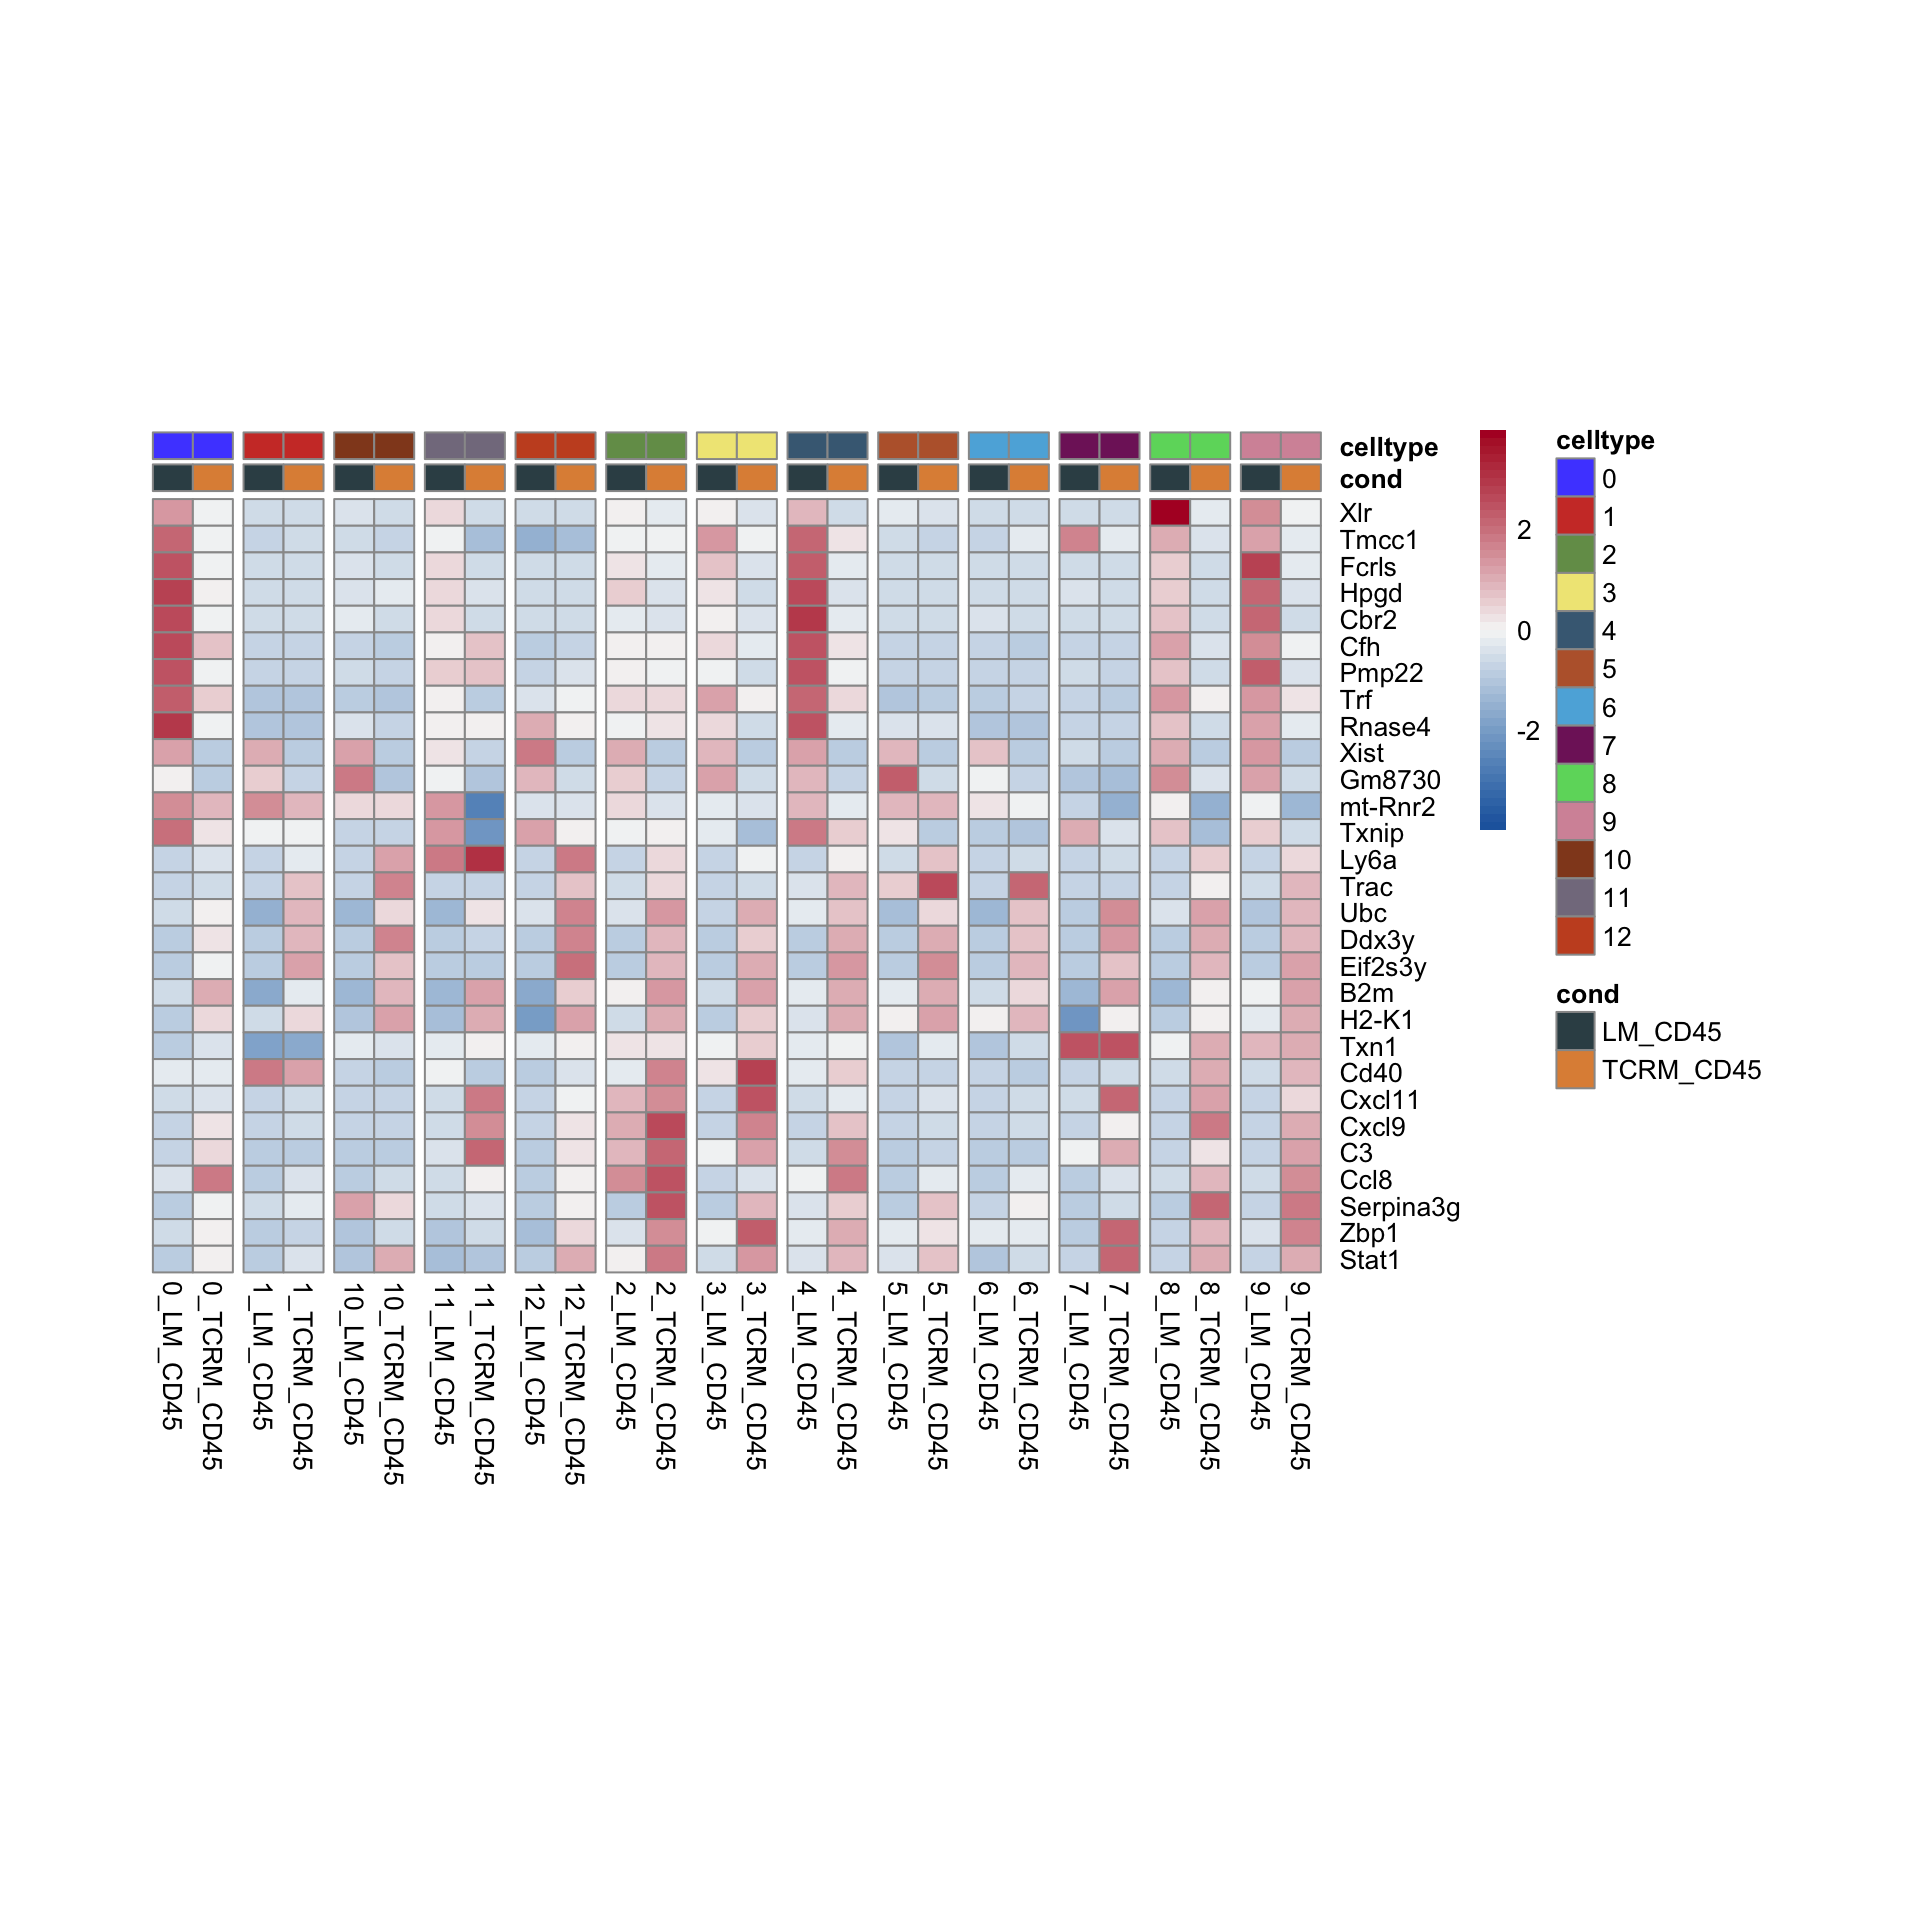 celltype
cond
Xlr
Tmcc1
Fcrls
Hpgd
Cbr2
Cfh
Pmp22
Trf
Rnase4
Xist
Gm8730
mt-Rnr2
Txnip
Ly6a
Trac
Ubc
Ddx3y
Eif2s3y
B2m
H2-K1
Txn1
Cd40
Cxcl11
Cxcl9
C3
Ccl8
Serpina3g
Zbp1
Stat1
0_LM_CD45
0_TCRM_CD45
1_LM_CD45
1_TCRM_CD45
10_LM_CD45
10_TCRM_CD45
11_LM_CD45
11_TCRM_CD45
12_LM_CD45
12_TCRM_CD45
2_LM_CD45
2_TCRM_CD45
3_LM_CD45
3_TCRM_CD45
4_LM_CD45
4_TCRM_CD45
5_LM_CD45
5_TCRM_CD45
6_LM_CD45
6_TCRM_CD45
7_LM_CD45
7_TCRM_CD45
8_LM_CD45
8_TCRM_CD45
9_LM_CD45
9_TCRM_CD45
2
0
-2
celltype
0
1
2
3
4
5
6
7
8
9
10
11
12
cond
LM_CD45
TCRM_CD45